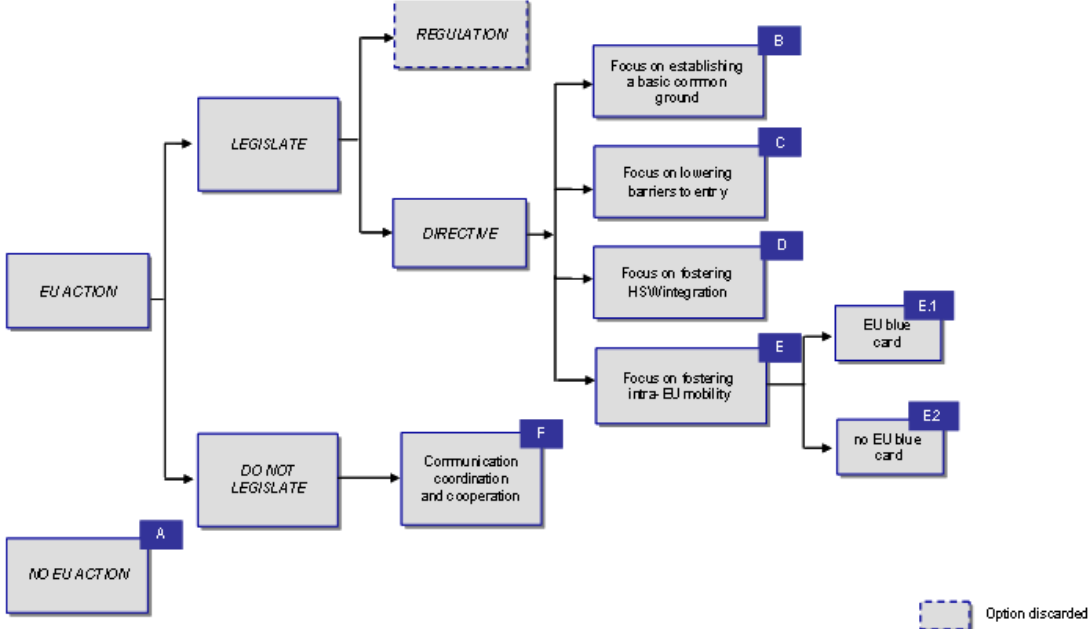 REGULATION
B
Focus on establishing
a basic common
ground
LEGISLATE
C
Focus on lowering
barriers to entry
DIRECTIVE
D
Focus on fostering
HSW integration
EU ACTION
E
Focus on fostering
intra- EU mobility
E.1
EU blue
card
E.2
no EU blue
card
DO NOT
LEGISLATE
F
Communication
coordination
and cooperation
A
NO EU ACTION
Option discarded